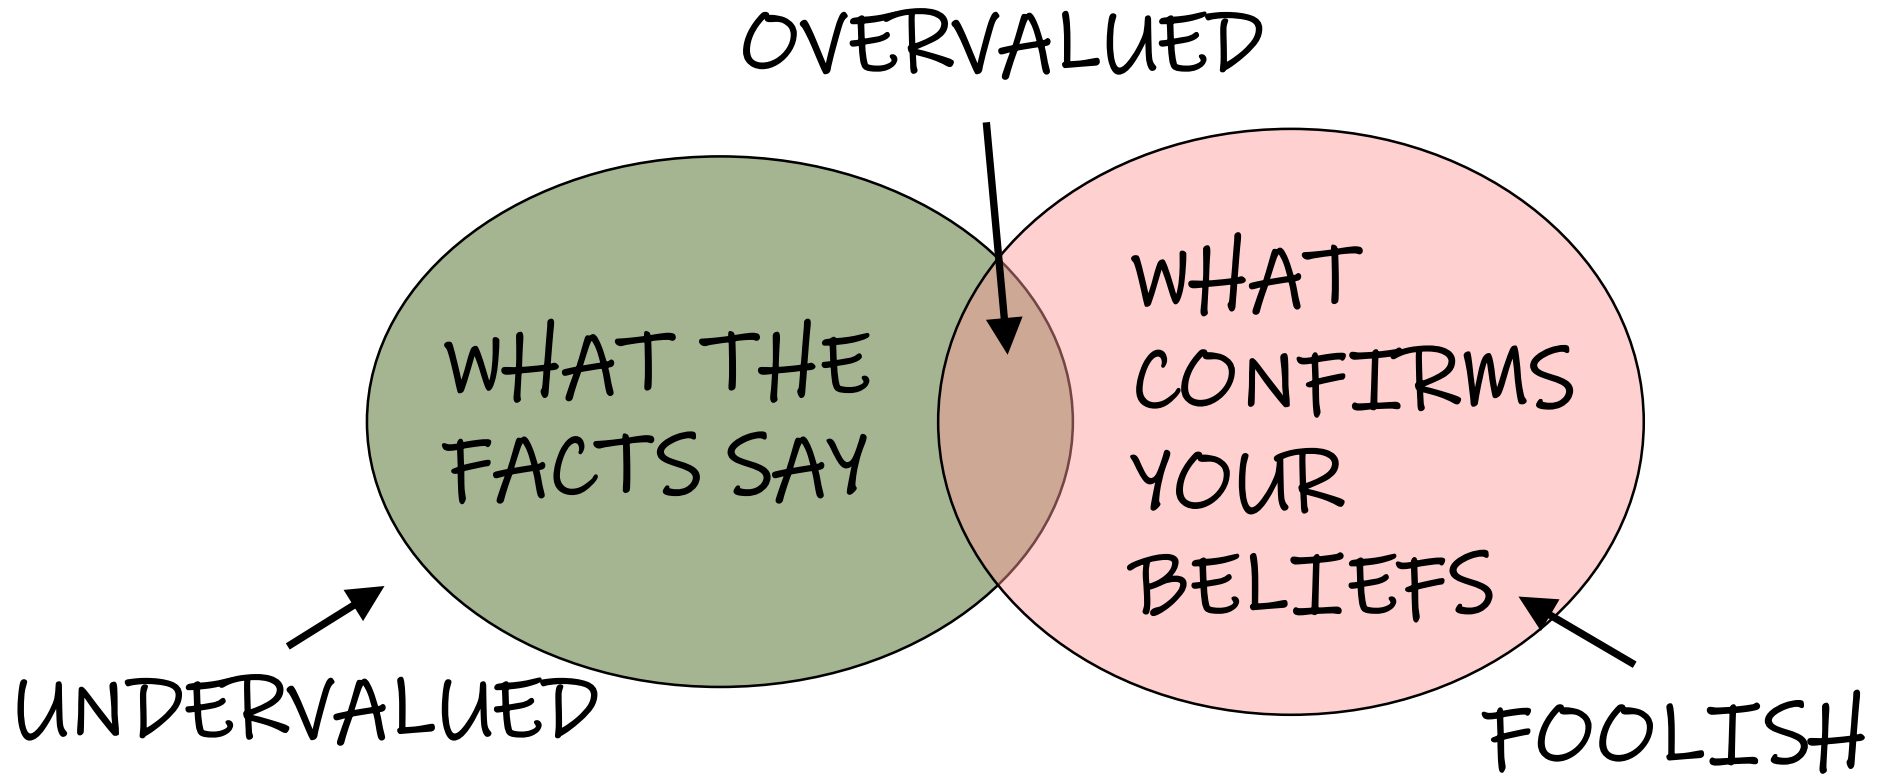 OVERVALUED
WHAT THE
FACTS SAY
WHAT
CONFIRMS
YOUR
BELIEFS
UNDERVALUED
FOOLISH